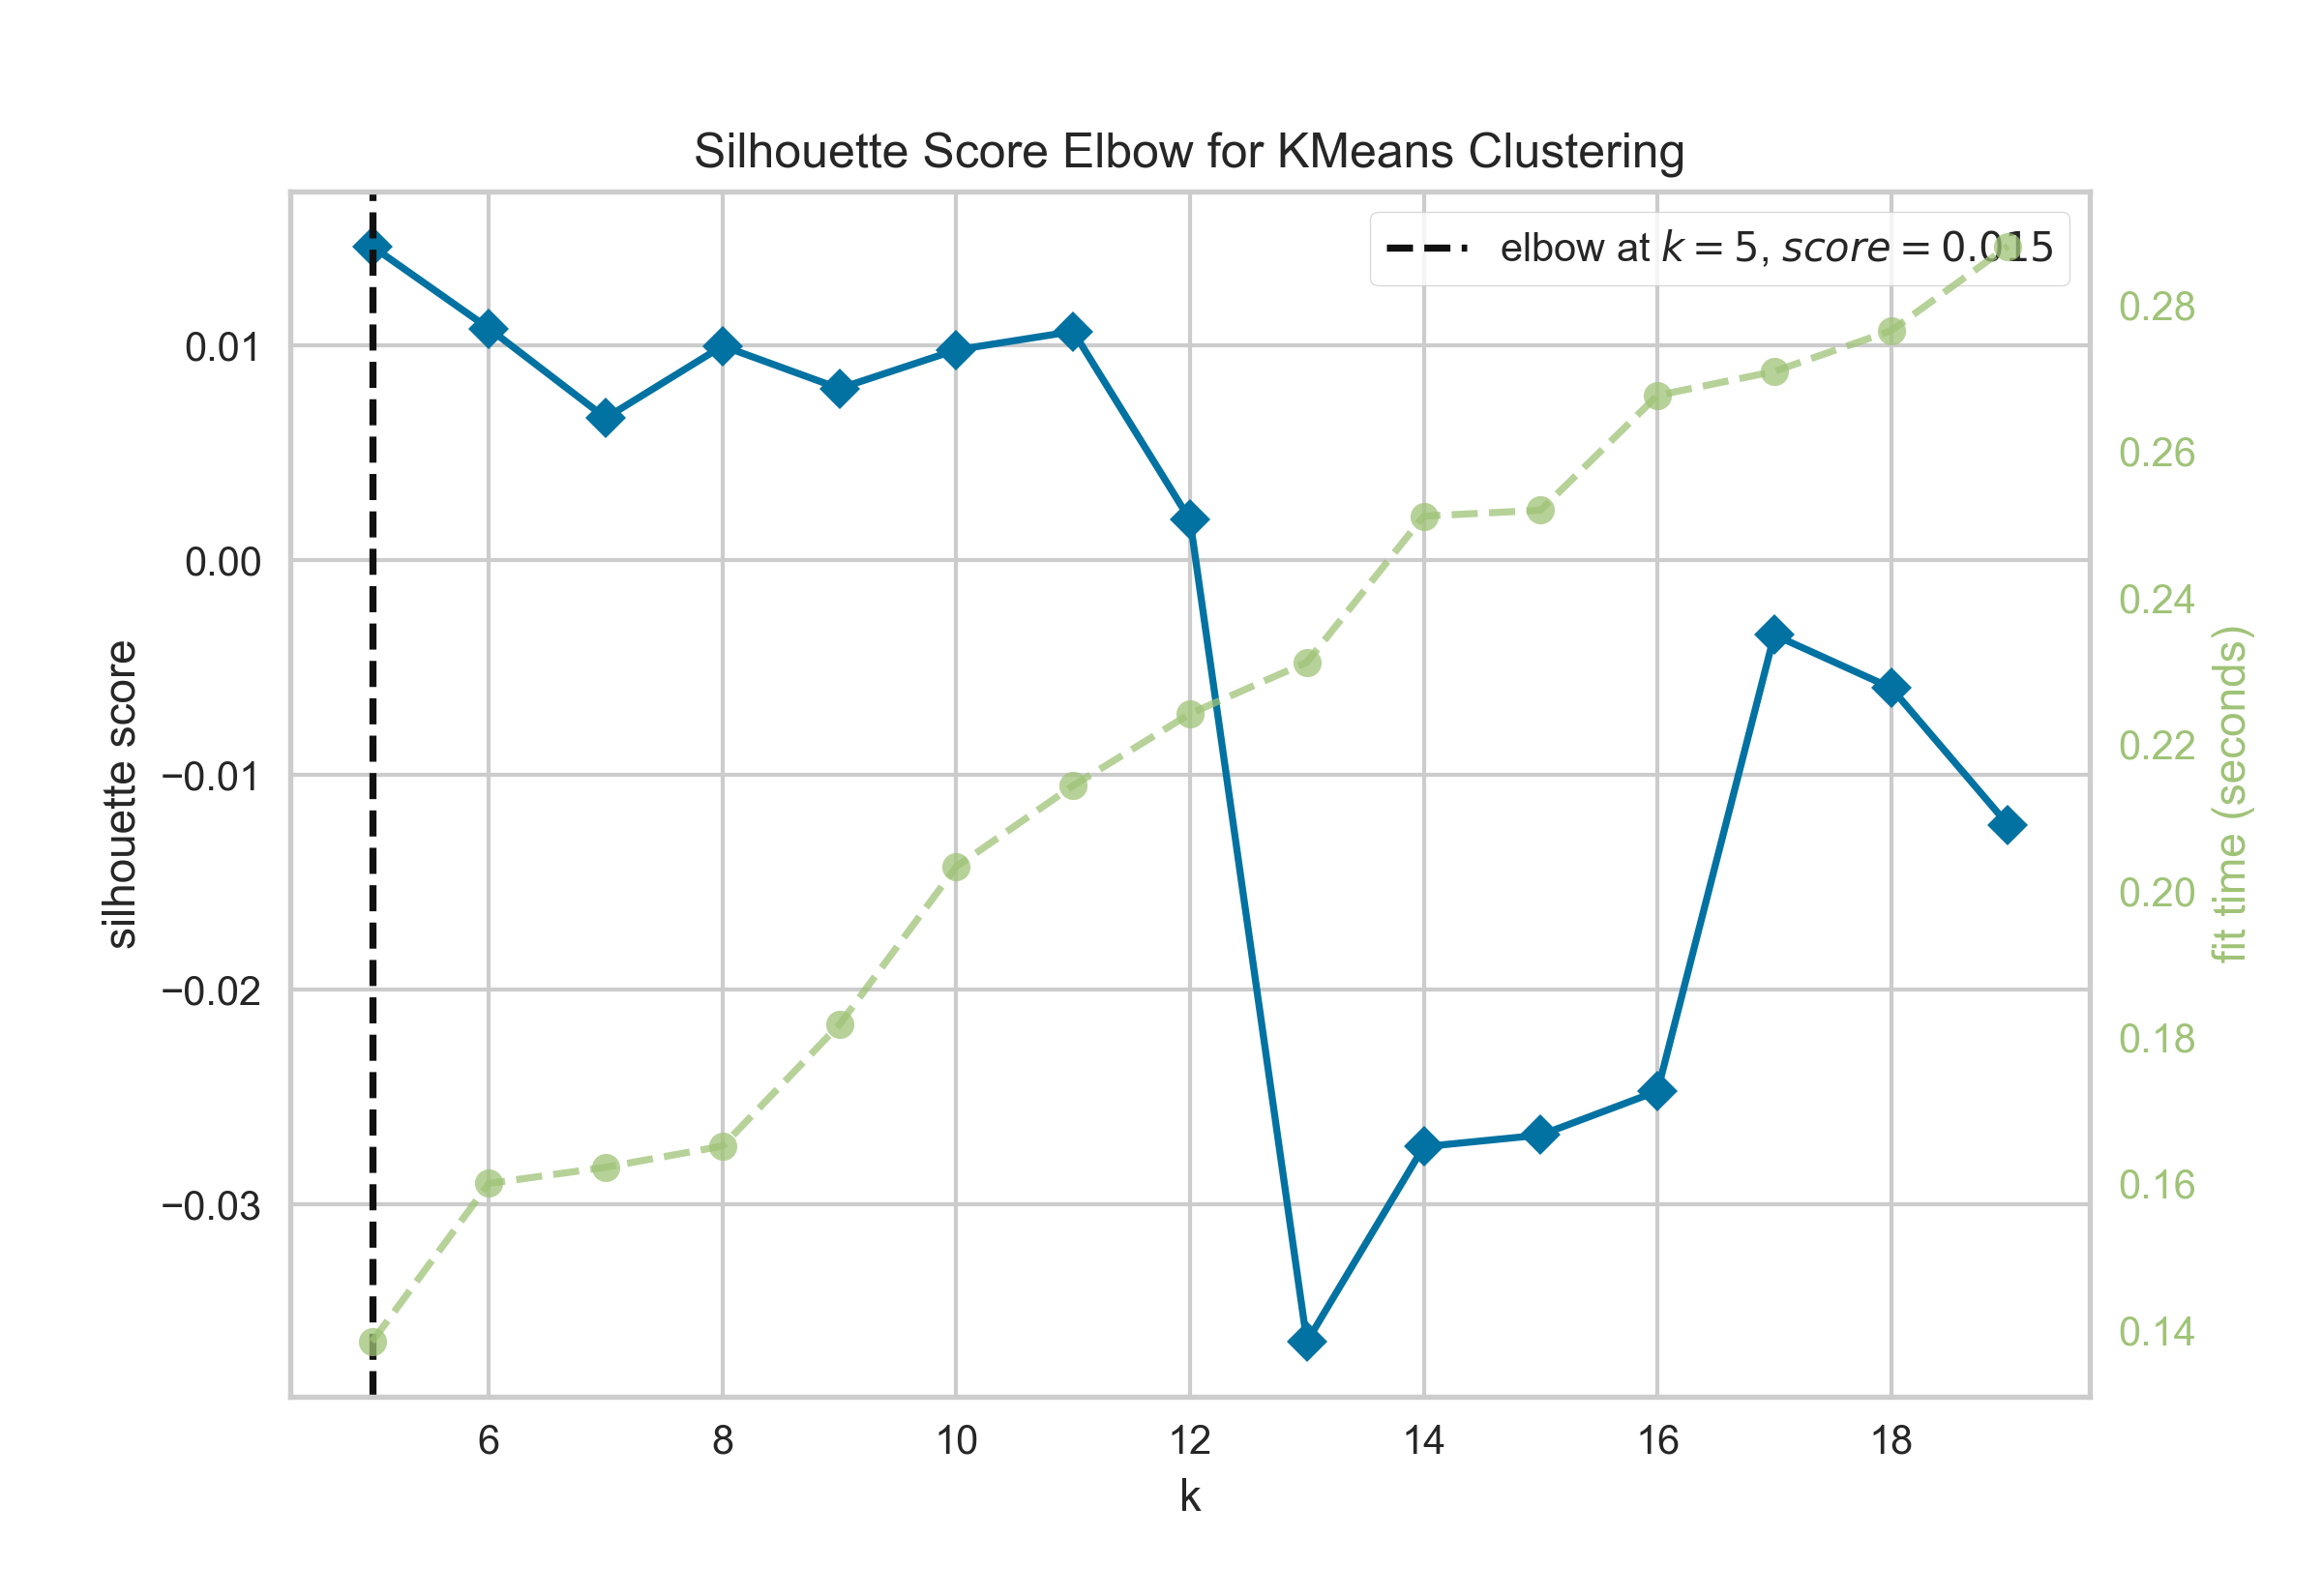 Silhouette Score Elbow for KMeans Clustering
elbow at k = 5, score = 0.015
0.01
0.00
−0.01
−0.02
−0.03
silhouette score
0.28
0.26
0.24
0.22
0.20
0.18
0.16
0.14
fit time (seconds)
6 8 10 12 14 16 18
k